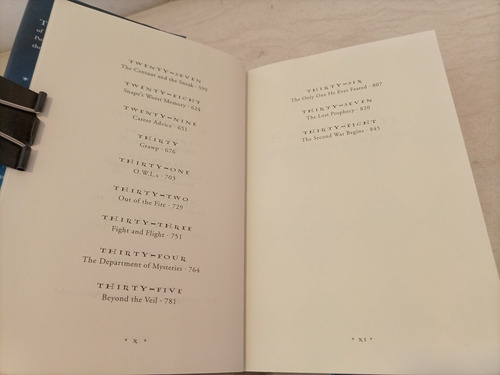 TWENTY-SEVEN
The Centaur and the Sneak · 599
TWENTY-EIGHT
Snape's Worst Memory · 624
TWENTY-NINE
Career Advice · 651
THIRTY
Grawp · 676
THIRTY-ONE
O.W.L.s · 703
THIRTY-TWO
Out of the Fire · 729
THIRTY-THREE
Fight and Flight · 751
THIRTY-FOUR
The Department of Mysteries · 764
THIRTY-FIVE
Beyond the Veil · 781
* x *
THIRTY-SIX
The Only One He Ever Feared · 807
THIRTY-SEVEN
The Lost Prophecy · 820
THIRTY-EIGHT
The Second War Begins · 845
* xi *